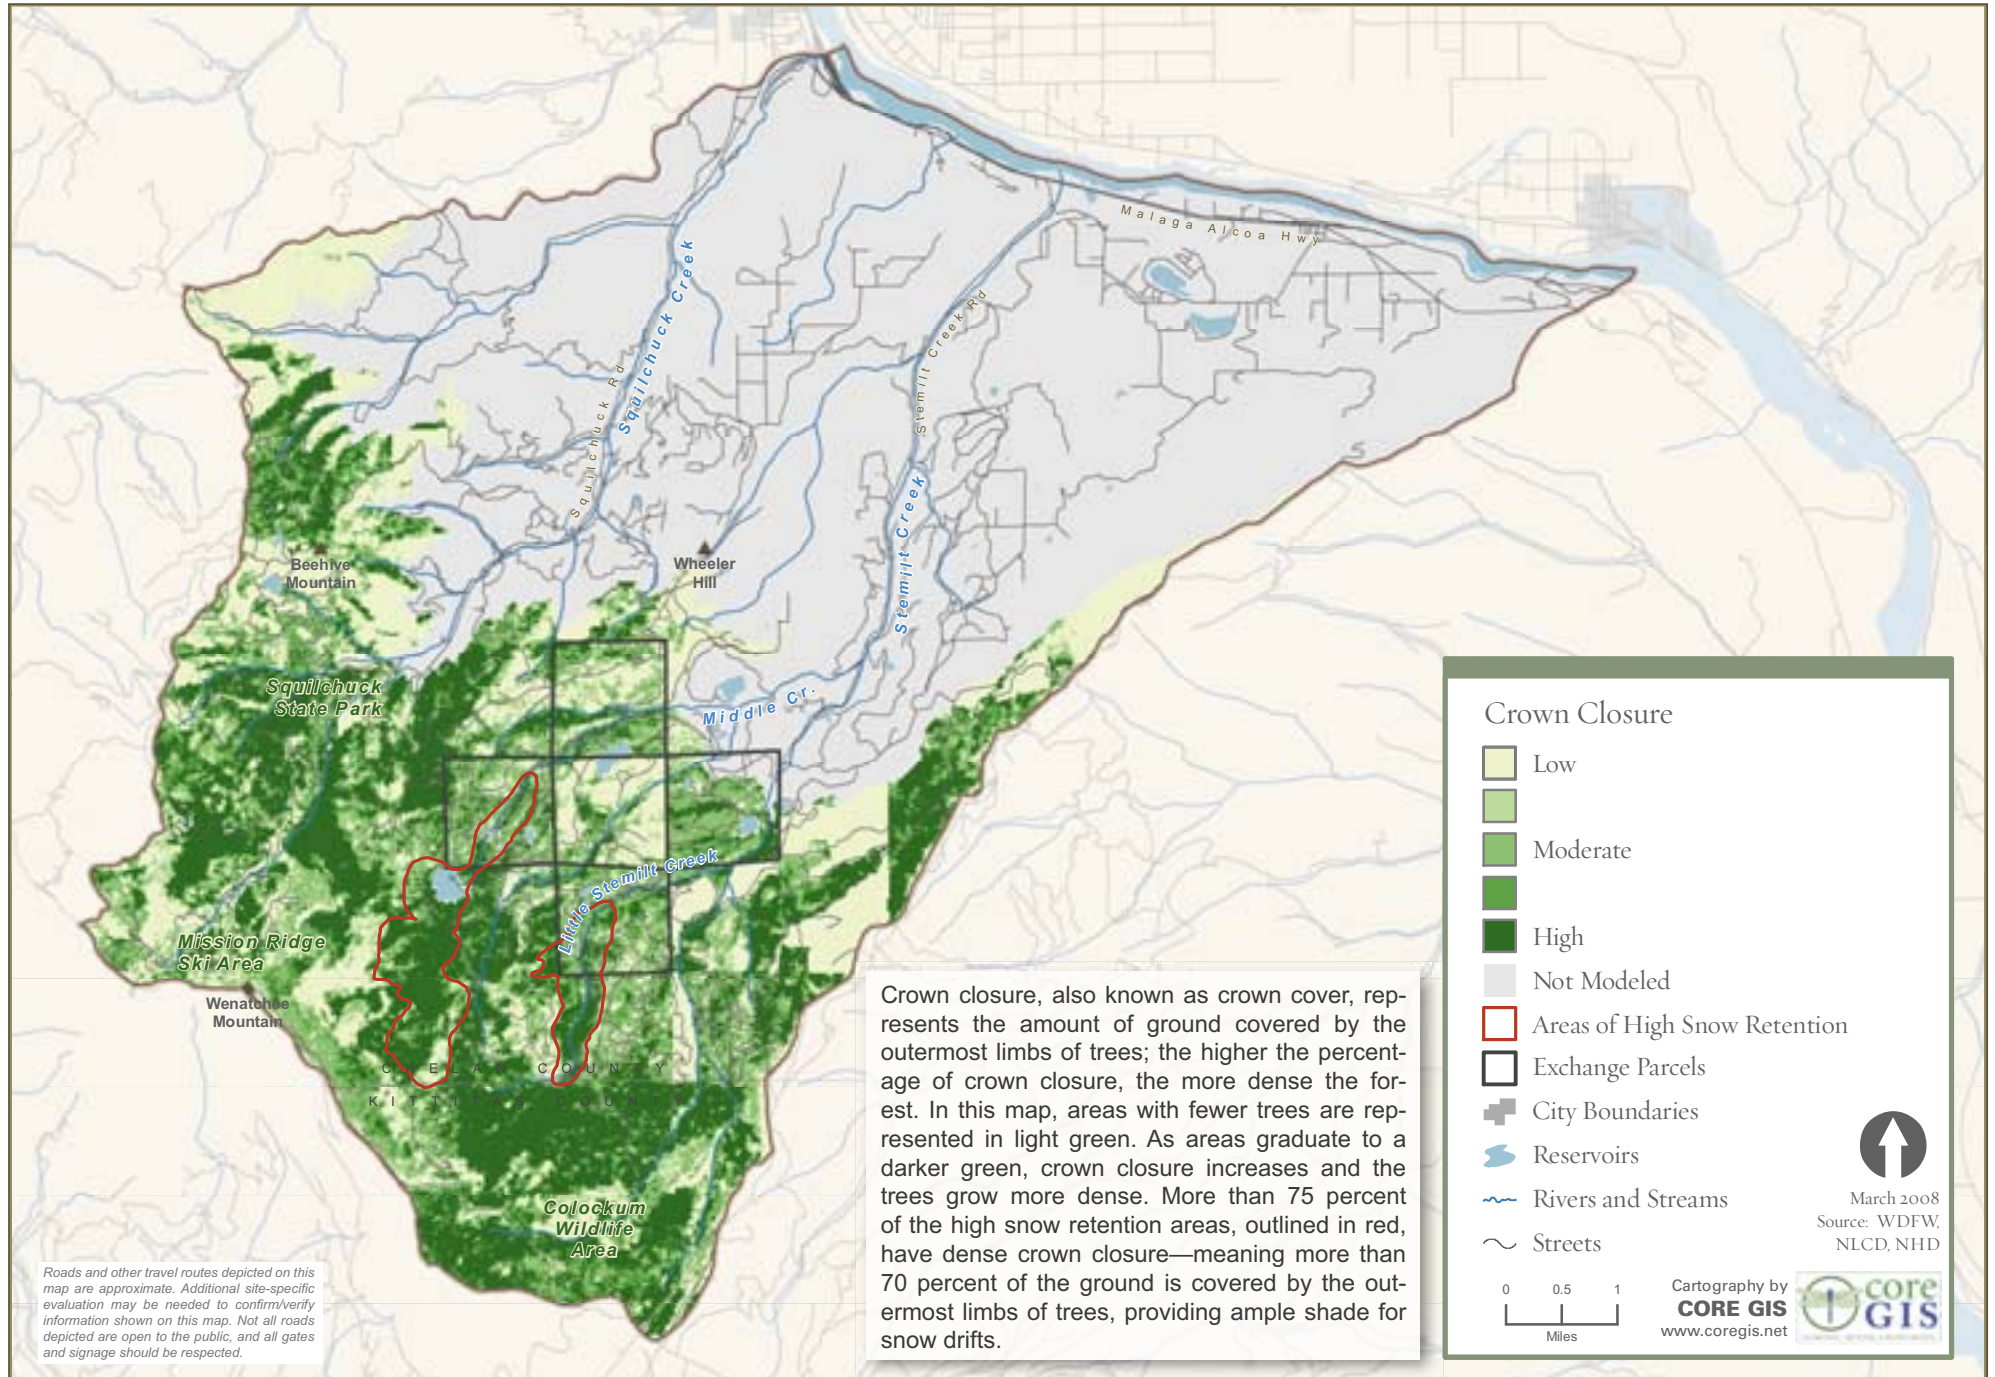 Malaga Alcoa Hwy
Squilchuck Creek
Stemilt Creek Rd
Squilchuck Rd
Stemilt Creek
Beehive
Mountain
Wheeler
Hill
Squilchuck
State Park
Middle Cr.
Little Stemilt Creek
Mission Ridge
Ski Area
Wenatchee
Mountain
CHELAN COUNTY
KITTITAS COUNTY
Colockum
Wildlife
Area
Roads and other travel routes depicted on this
map are approximate. Additional site-specific
evaluation may be needed to confirm/verify
information shown on this map. Not all roads
depicted are open to the public, and all gates
and signage should be respected.
Crown closure, also known as crown cover, rep-
resents the amount of ground covered by the
outermost limbs of trees; the higher the percent-
age of crown closure, the more dense the for-
est. In this map, areas with fewer trees are rep-
resented in light green. As areas graduate to a
darker green, crown closure increases and the
trees grow more dense. More than 75 percent
of the high snow retention areas, outlined in red,
have dense crown closure—meaning more than
70 percent of the ground is covered by the out-
ermost limbs of trees, providing ample shade for
snow drifts.
Crown Closure
Low
Moderate
High
Not Modeled
Areas of High Snow Retention
Exchange Parcels
City Boundaries
Reservoirs
Rivers and Streams
Streets
March 2008
Source: WDFW,
NLCD, NHD
0 0.5 1
Miles
Cartography by
CORE GIS
www.coregis.net
core
GIS